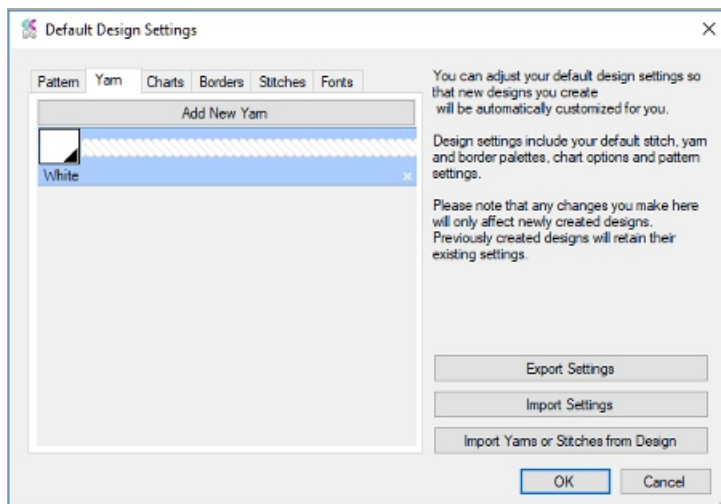 Default Design Settings
Pattern Yarn Charts Borders Stitches Fonts
Add New Yarn
White
You can adjust your default design settings so
that new designs you create
will be automatically customized for you.
Design settings include your default stitch, yarn
and border palettes, chart options and pattern
settings.
Please note that any changes you make here
will only affect newly created designs.
Previously created designs will retain their
existing settings.
Export Settings
Import Settings
Import Yarns or Stitches from Design
OK Cancel